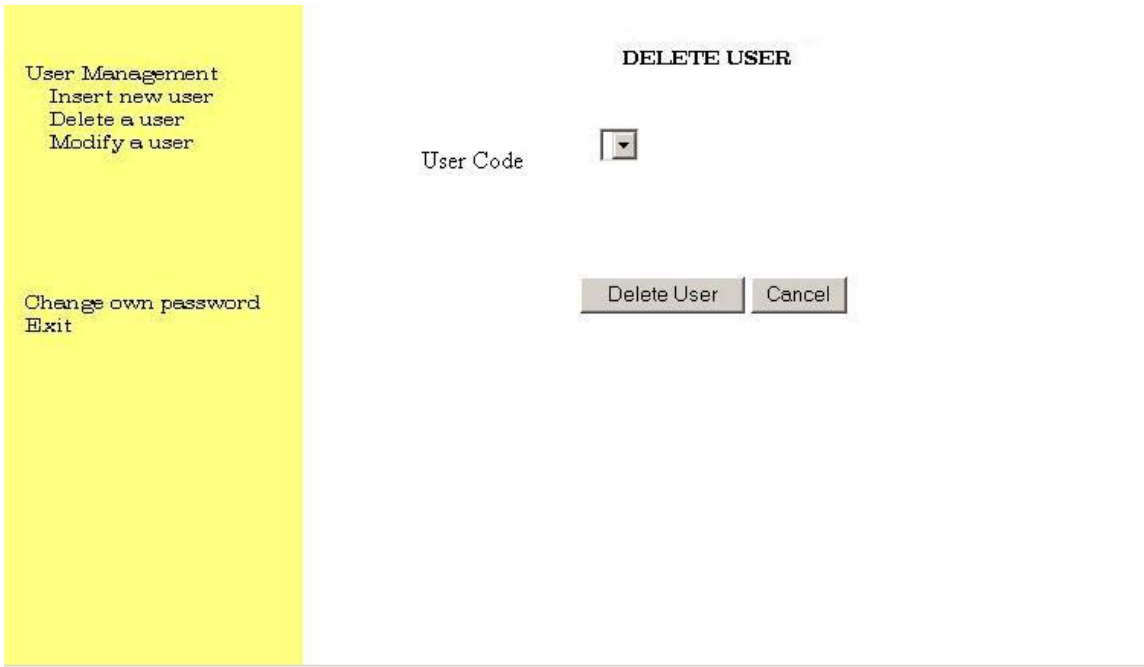 User Management
Insert new user
Delete a user
Modify a user
Change own password
Exit
DELETE USER
User Code
Delete User
Cancel